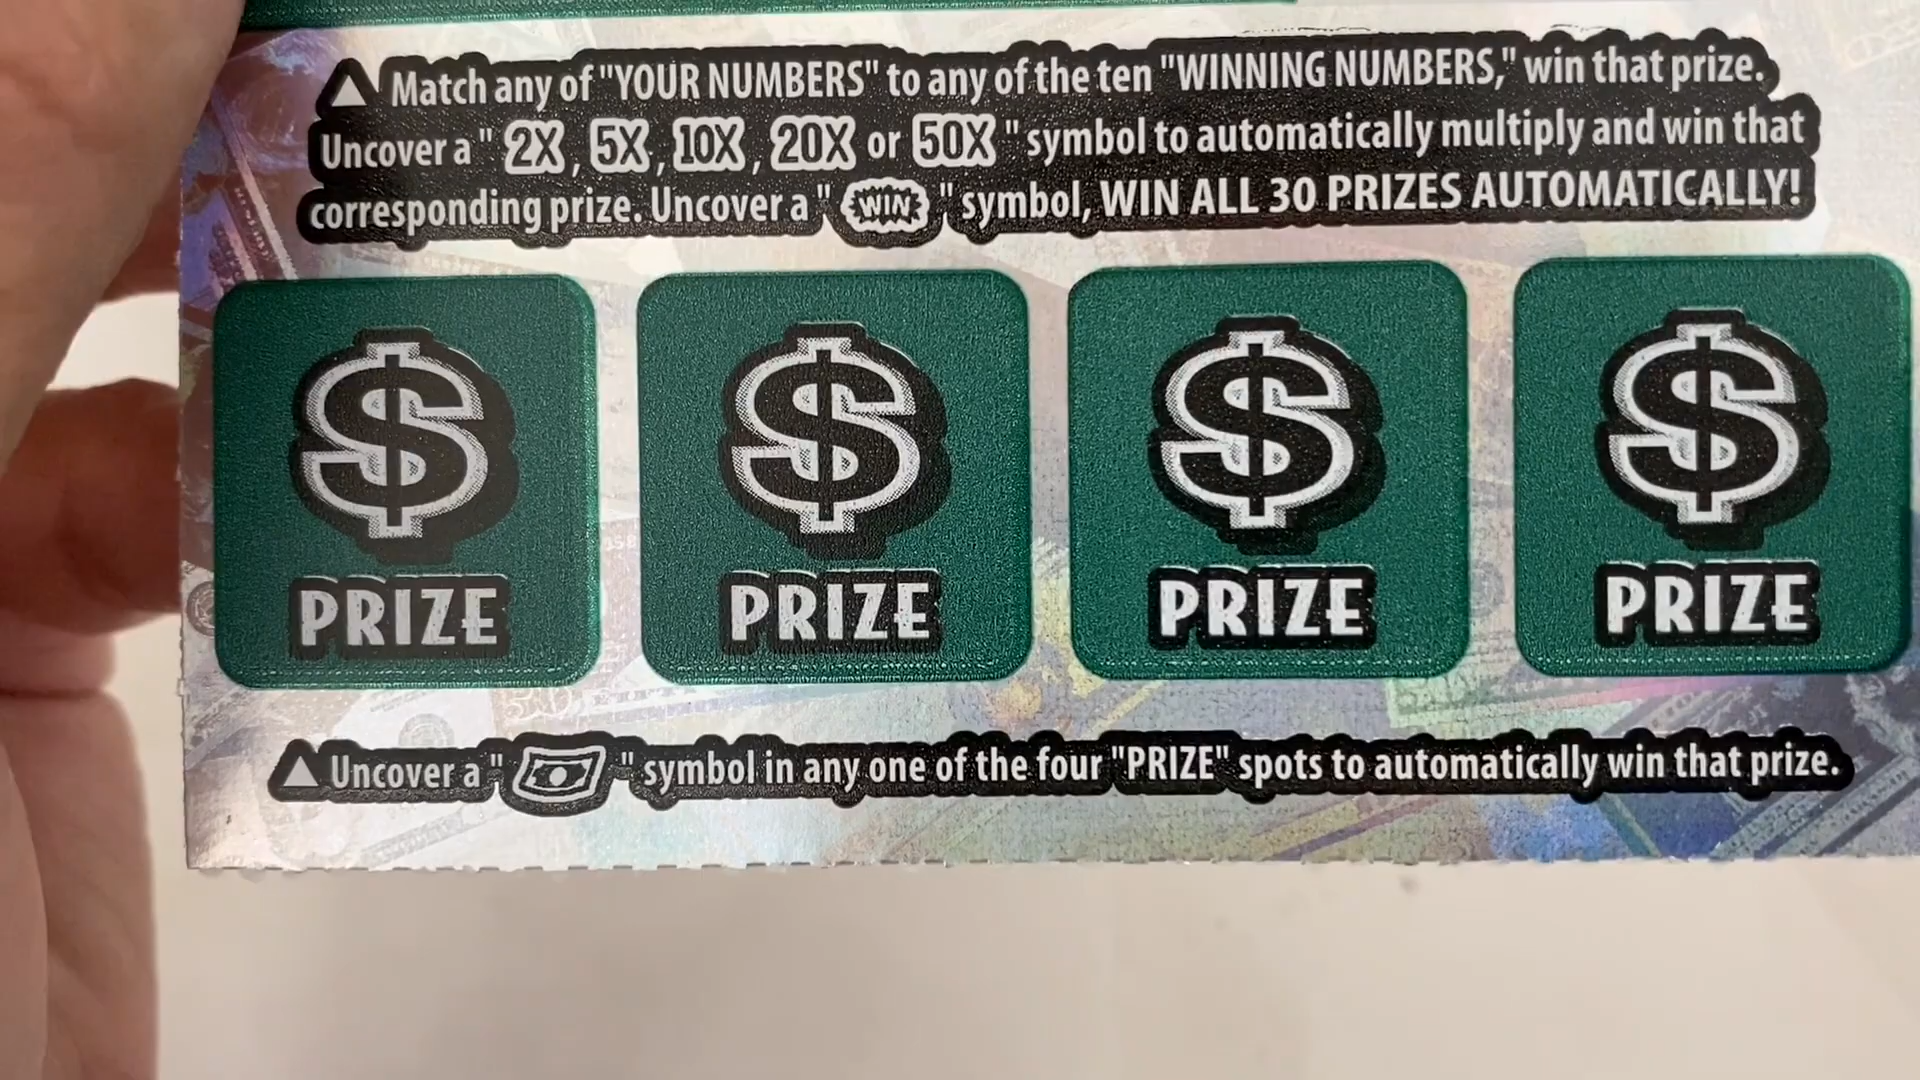 ▲ Match any of "YOUR NUMBERS" to any of the ten "WINNING NUMBERS," win that prize.
Uncover a " 2X, 5X, 10X, 20X or 50X " symbol to automatically multiply and win that
corresponding prize. Uncover a " WIN " symbol, WIN ALL 30 PRIZES AUTOMATICALLY!
$ $ $ $
PRIZE PRIZE PRIZE PRIZE
▲ Uncover a " " symbol in any one of the four "PRIZE" spots to automatically win that prize.